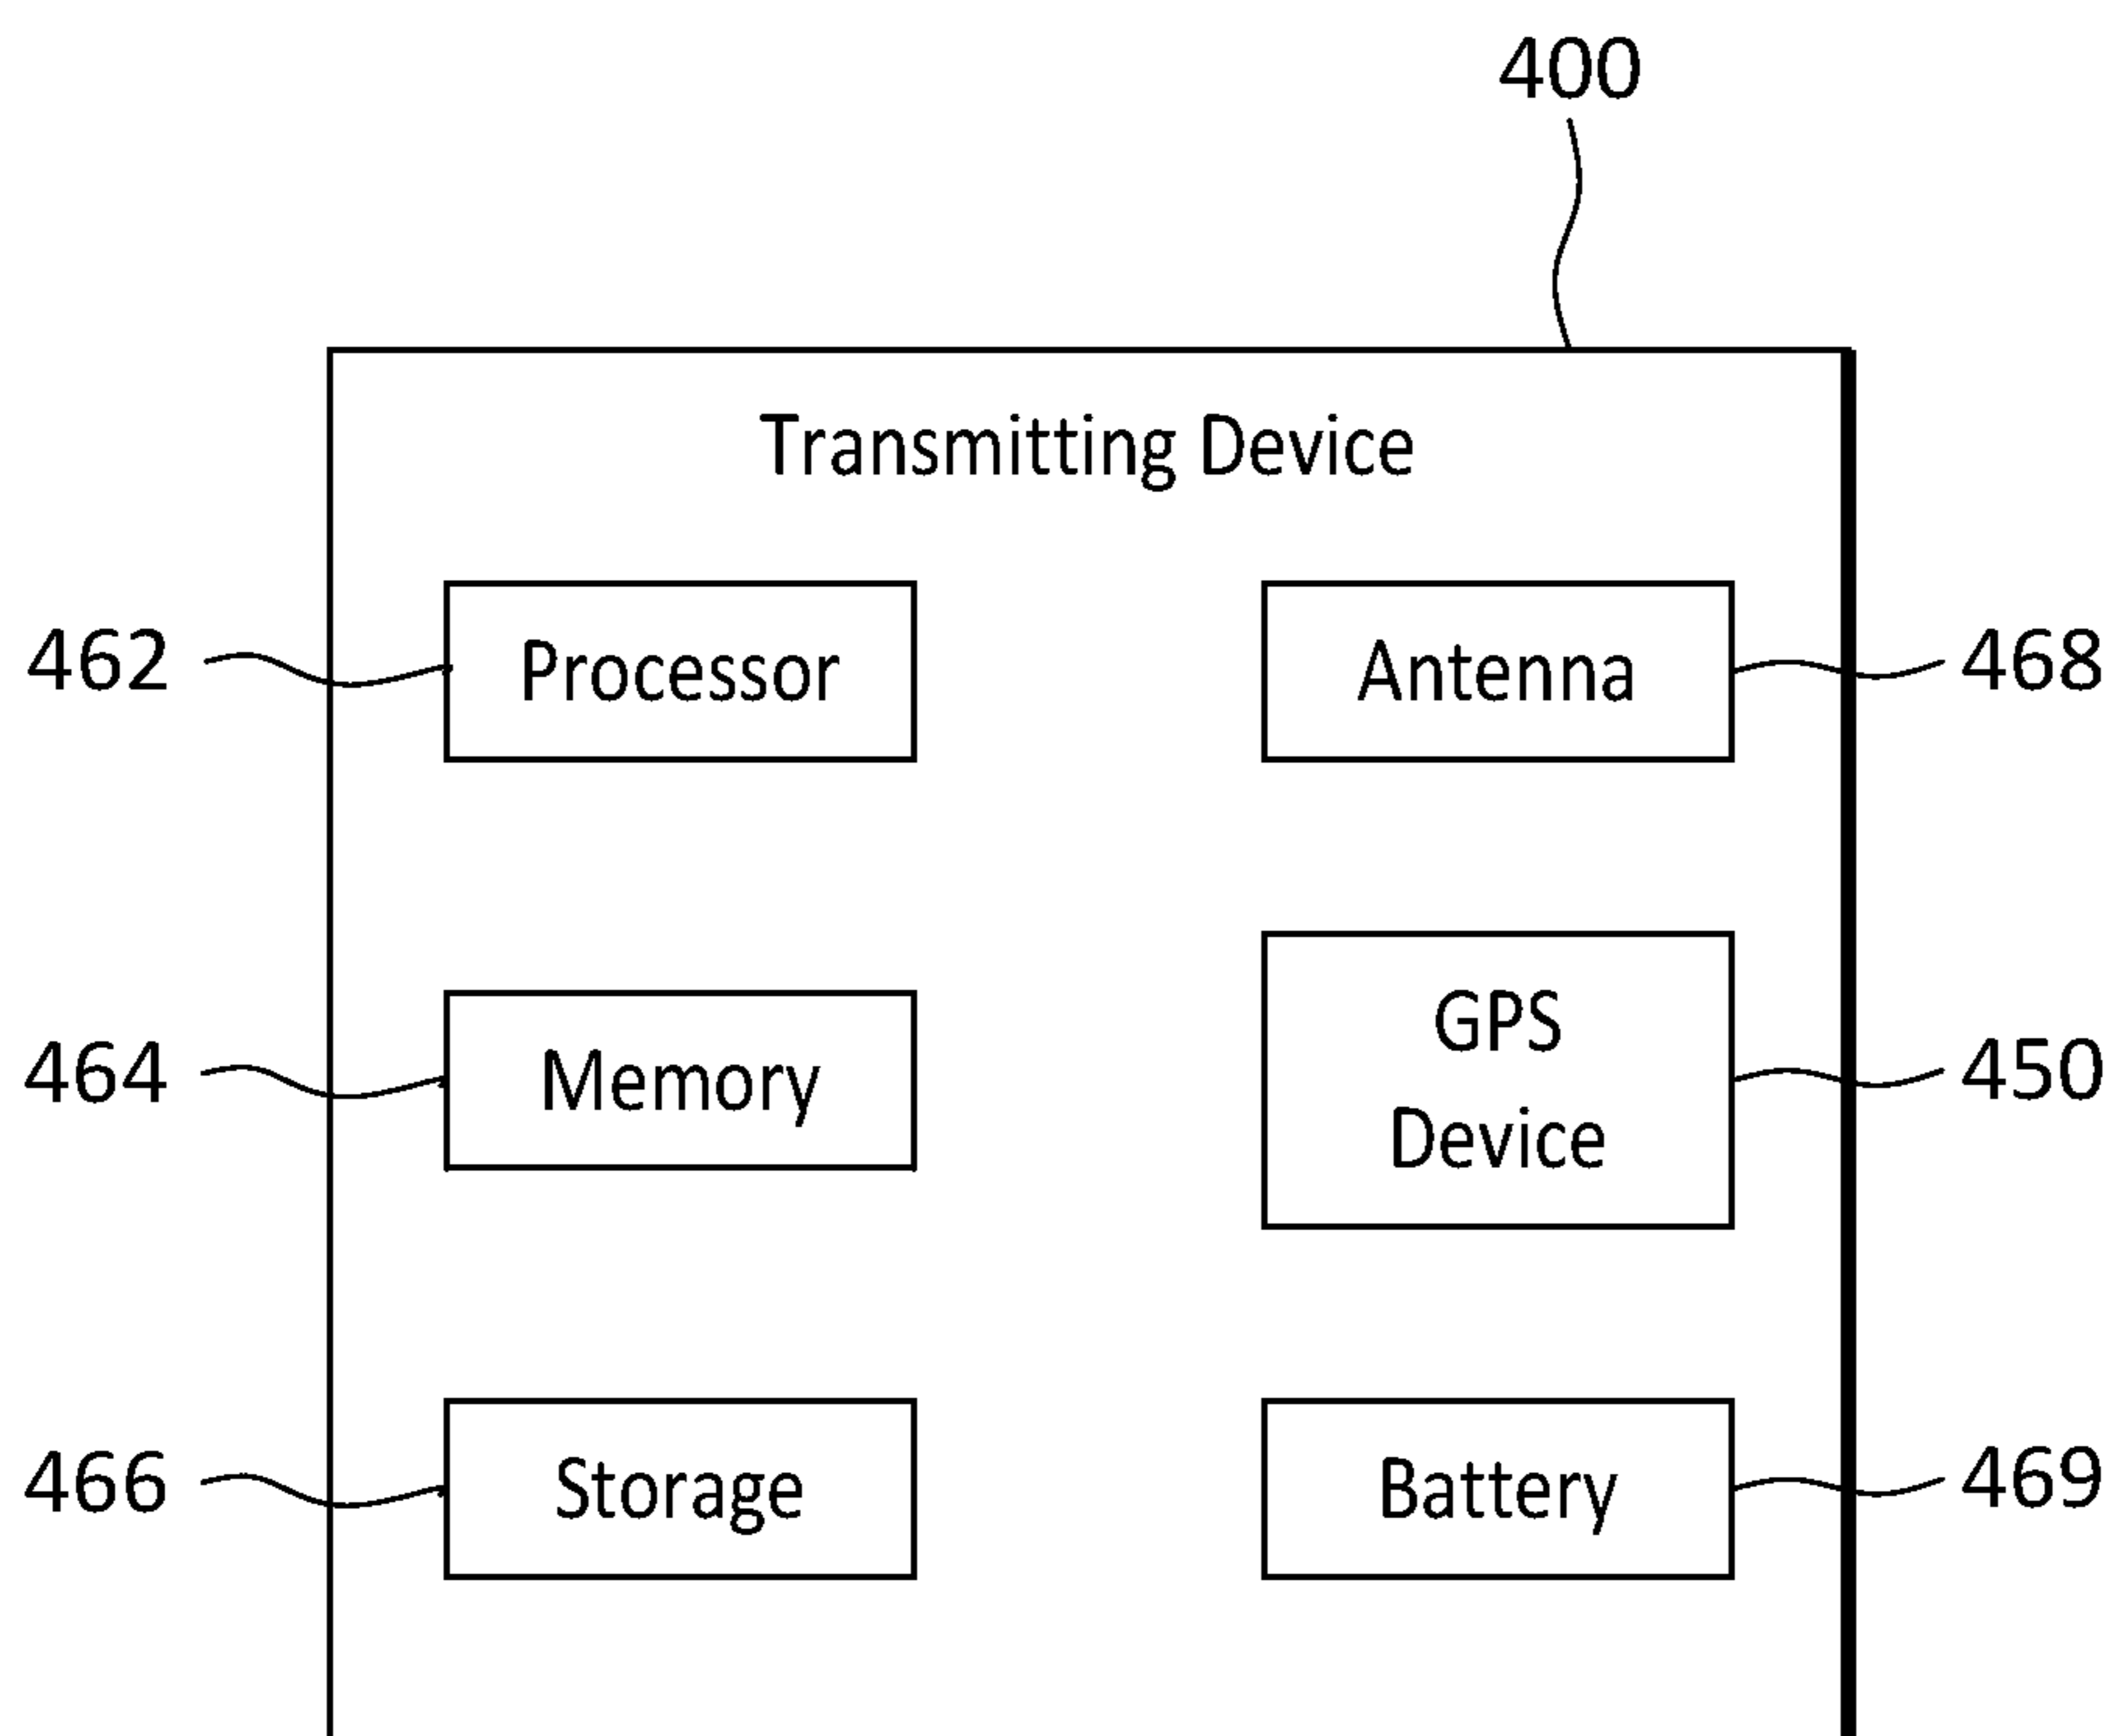 400
Transmitting Device
462
Processor
Antenna
468
464
Memory
GPS
Device
450
466
Storage
Battery
469